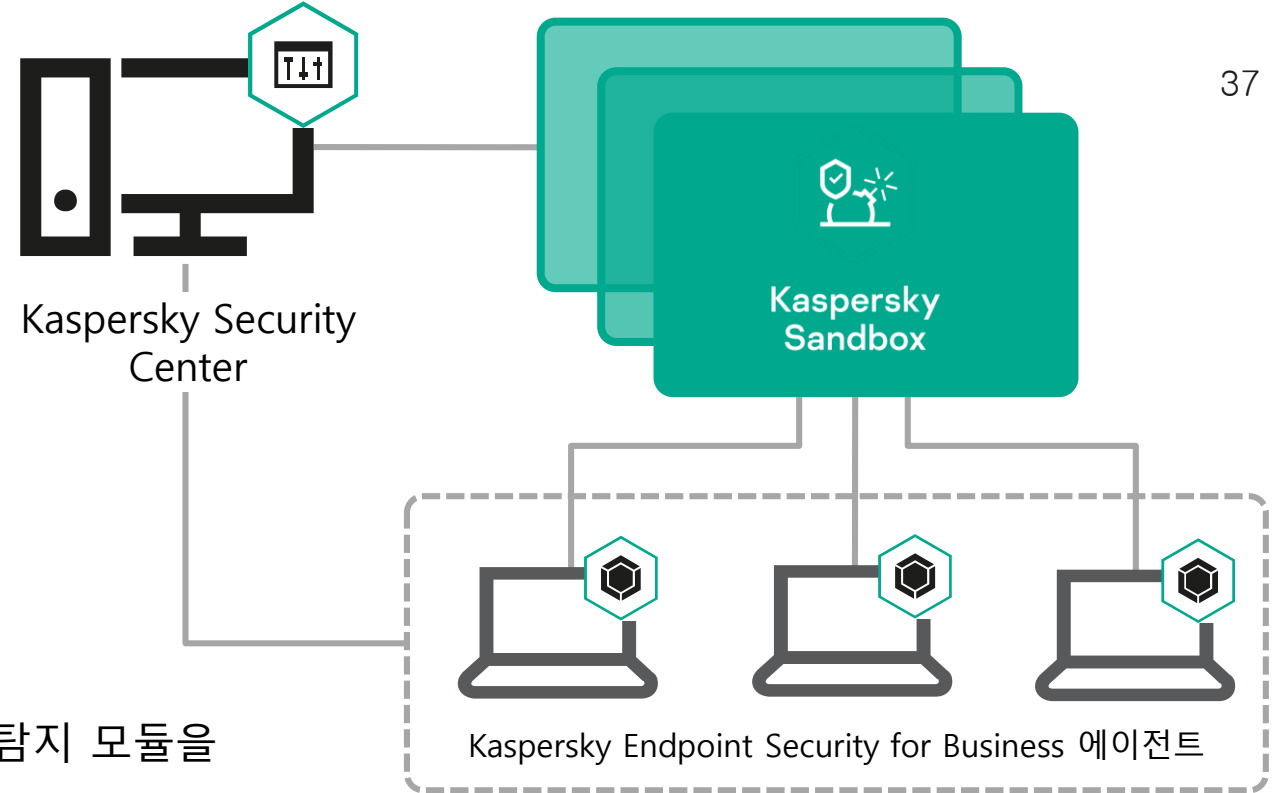 37
Kaspersky Security
Center
Kaspersky
Sandbox
탐지 모듈을
Kaspersky Endpoint Security for Business 에이전트